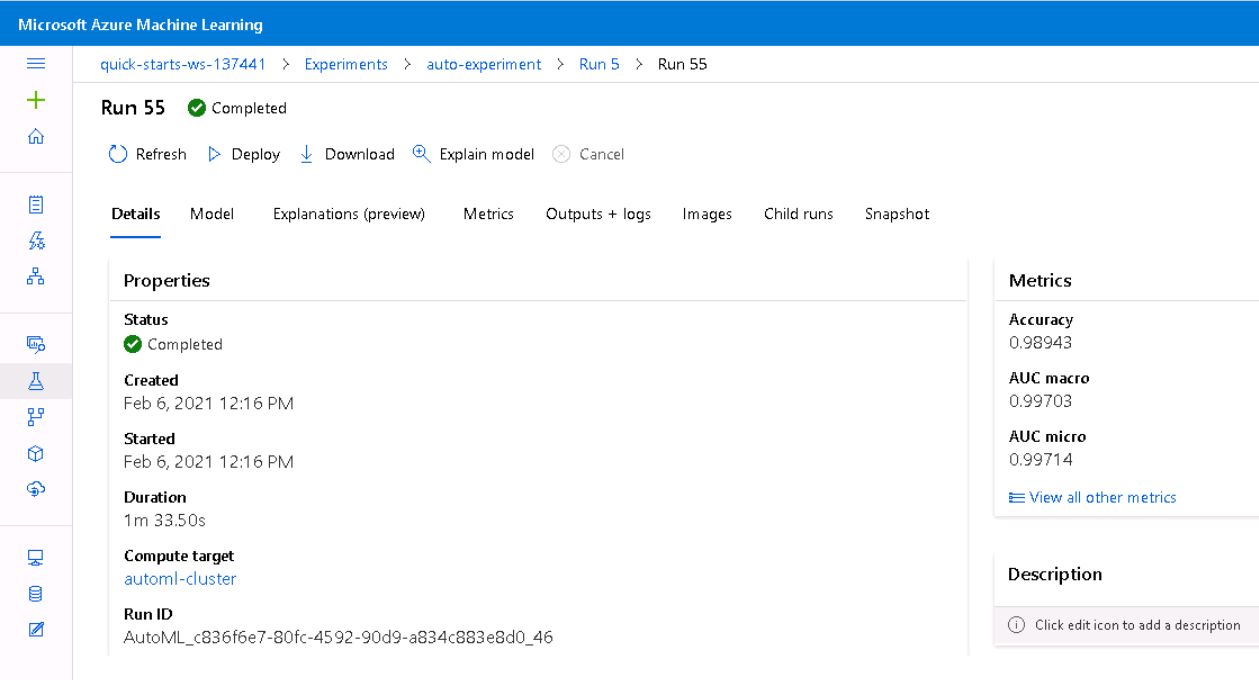 Microsoft Azure Machine Learning
quick-starts-ws-137441 > Experiments > auto-experiment > Run 5 > Run 55
Run 55 Completed
Refresh Deploy Download Explain model Cancel
Details Model Explanations (preview) Metrics Outputs + logs Images Child runs Snapshot
Properties
Status
Completed
Created
Feb 6, 2021 12:16 PM
Started
Feb 6, 2021 12:16 PM
Duration
1m 33.50s
Compute target
automl-cluster
Run ID
AutoML_c836f6e7-80fc-4592-90d9-a834c883e8d0_46
Metrics
Accuracy
0.98943
AUC macro
0.99703
AUC micro
0.99714
View all other metrics
Description
Click edit icon to add a description